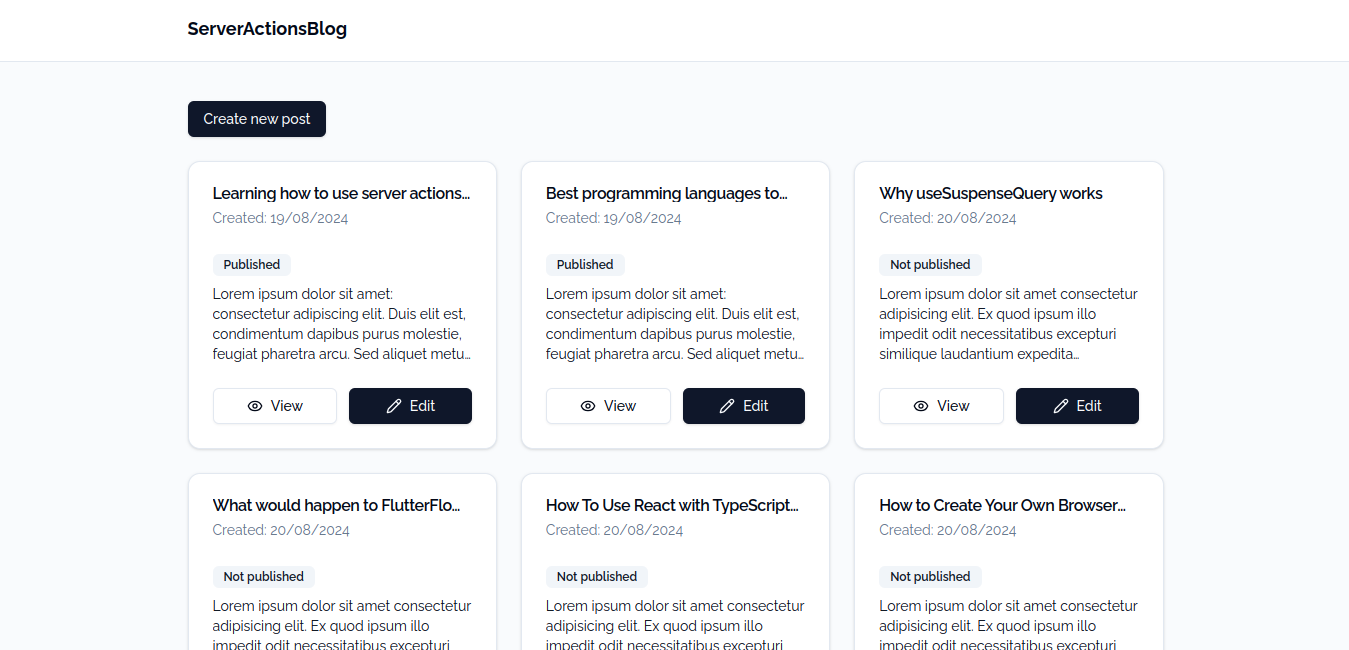 ServerActionsBlog
Create new post
Learning how to use server actions…
Created: 19/08/2024
Published
Lorem ipsum dolor sit amet:
consectetur adipiscing elit. Duis elit est,
condimentum dapibus purus molestie,
feugiat pharetra arcu. Sed aliquet metu…
View
Edit
Best programming languages to…
Created: 19/08/2024
Published
Lorem ipsum dolor sit amet:
consectetur adipiscing elit. Duis elit est,
condimentum dapibus purus molestie,
feugiat pharetra arcu. Sed aliquet metu…
View
Edit
Why useSuspenseQuery works
Created: 20/08/2024
Not published
Lorem ipsum dolor sit amet consectetur
adipisicing elit. Ex quod ipsum illo
impedit odit necessitatibus excepturi
similique laudantium expedita…
View
Edit
What would happen to FlutterFlo…
Created: 20/08/2024
Not published
Lorem ipsum dolor sit amet consectetur
adipisicing elit. Ex quod ipsum illo
impedit odit necessitatibus excepturi
How To Use React with TypeScript…
Created: 20/08/2024
Not published
Lorem ipsum dolor sit amet consectetur
adipisicing elit. Ex quod ipsum illo
impedit odit necessitatibus excepturi
How to Create Your Own Browser…
Created: 20/08/2024
Not published
Lorem ipsum dolor sit amet consectetur
adipisicing elit. Ex quod ipsum illo
impedit odit necessitatibus excepturi